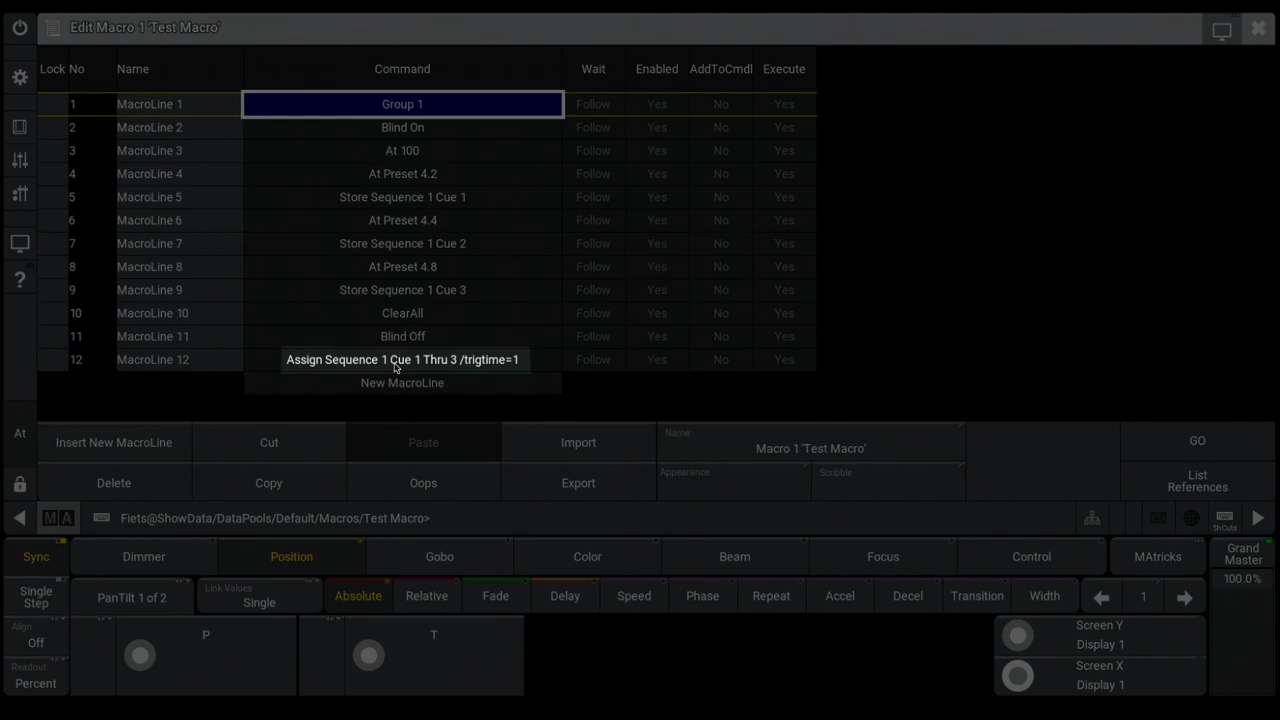 Edit Macro 1 'Test Macro'
Lock No Name Command Wait Enabled AddToCmdl Execute
1 MacroLine 1 Group 1 Follow Yes No Yes
2 MacroLine 2 Blind On Follow Yes No Yes
3 MacroLine 3 At 100 Follow Yes No Yes
4 MacroLine 4 At Preset 4.2 Follow Yes No Yes
5 MacroLine 5 Store Sequence 1 Cue 1 Follow Yes No Yes
6 MacroLine 6 At Preset 4.4 Follow Yes No Yes
7 MacroLine 7 Store Sequence 1 Cue 2 Follow Yes No Yes
8 MacroLine 8 At Preset 4.8 Follow Yes No Yes
9 MacroLine 9 Store Sequence 1 Cue 3 Follow Yes No Yes
10 MacroLine 10 ClearAll Follow Yes No Yes
11 MacroLine 11 Blind Off Follow Yes No Yes
12 MacroLine 12 Assign Sequence 1 Cue 1 Thru 3 /trigtime=1 Follow Yes No Yes
New MacroLine
At
Insert New MacroLine Cut Paste Import
Name
Macro 1 'Test Macro'
GO
Delete Copy Oops Export
Appearance Scribble
List
References
MA Fiets@ShowData/DataPools/Default/Macros/Test Macro>
ShCuts
Sync Dimmer Position Gobo Color Beam Focus Control MAtricks
Grand
Master
100.0%
Single
Step
PanTilt 1 of 2
Link Values
Single
Absolute Relative Fade Delay Speed Phase Repeat Accel Decel Transition Width 1
Align
Off
P T
Screen Y
Display 1
Readout
Percent
Screen X
Display 1